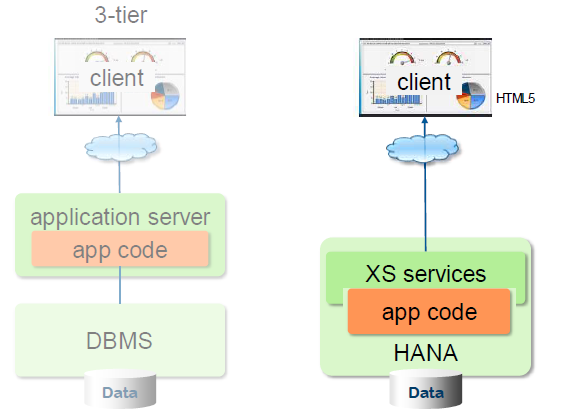 3-tier
client
application server
app code
DBMS
Data
client
HTML5
XS services
app code
HANA
Data